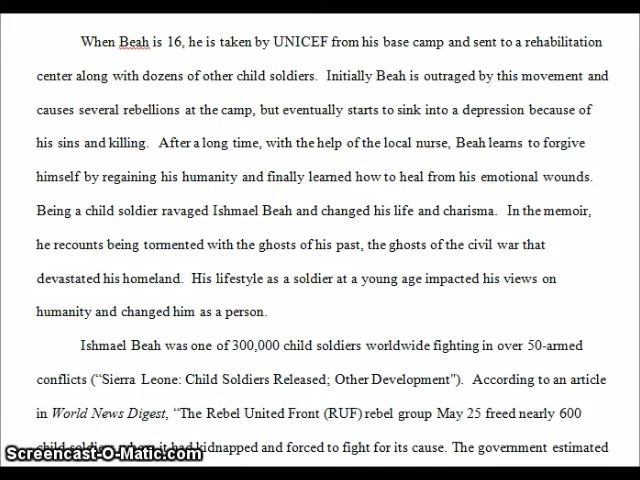 When Beah is 16, he is taken by UNICEF from his base camp and sent to a rehabilitation
center along with dozens of other child soldiers.  Initially Beah is outraged by this movement and
causes several rebellions at the camp, but eventually starts to sink into a depression because of
his sins and killing.  After a long time, with the help of the local nurse, Beah learns to forgive
himself by regaining his humanity and finally learned how to heal from his emotional wounds.
Being a child soldier ravaged Ishmael Beah and changed his life and charisma.  In the memoir,
he recounts being tormented with the ghosts of his past, the ghosts of the civil war that
devastated his homeland.  His lifestyle as a soldier at a young age impacted his views on
humanity and changed him as a person.
Ishmael Beah was one of 300,000 child soldiers worldwide fighting in over 50-armed
conflicts (“Sierra Leone: Child Soldiers Released; Other Development”).  According to an article
in World News Digest, “The Rebel United Front (RUF) rebel group May 25 freed nearly 600
kidnapped and forced to fight for its cause. The government estimated
Screencast-O-Matic.com